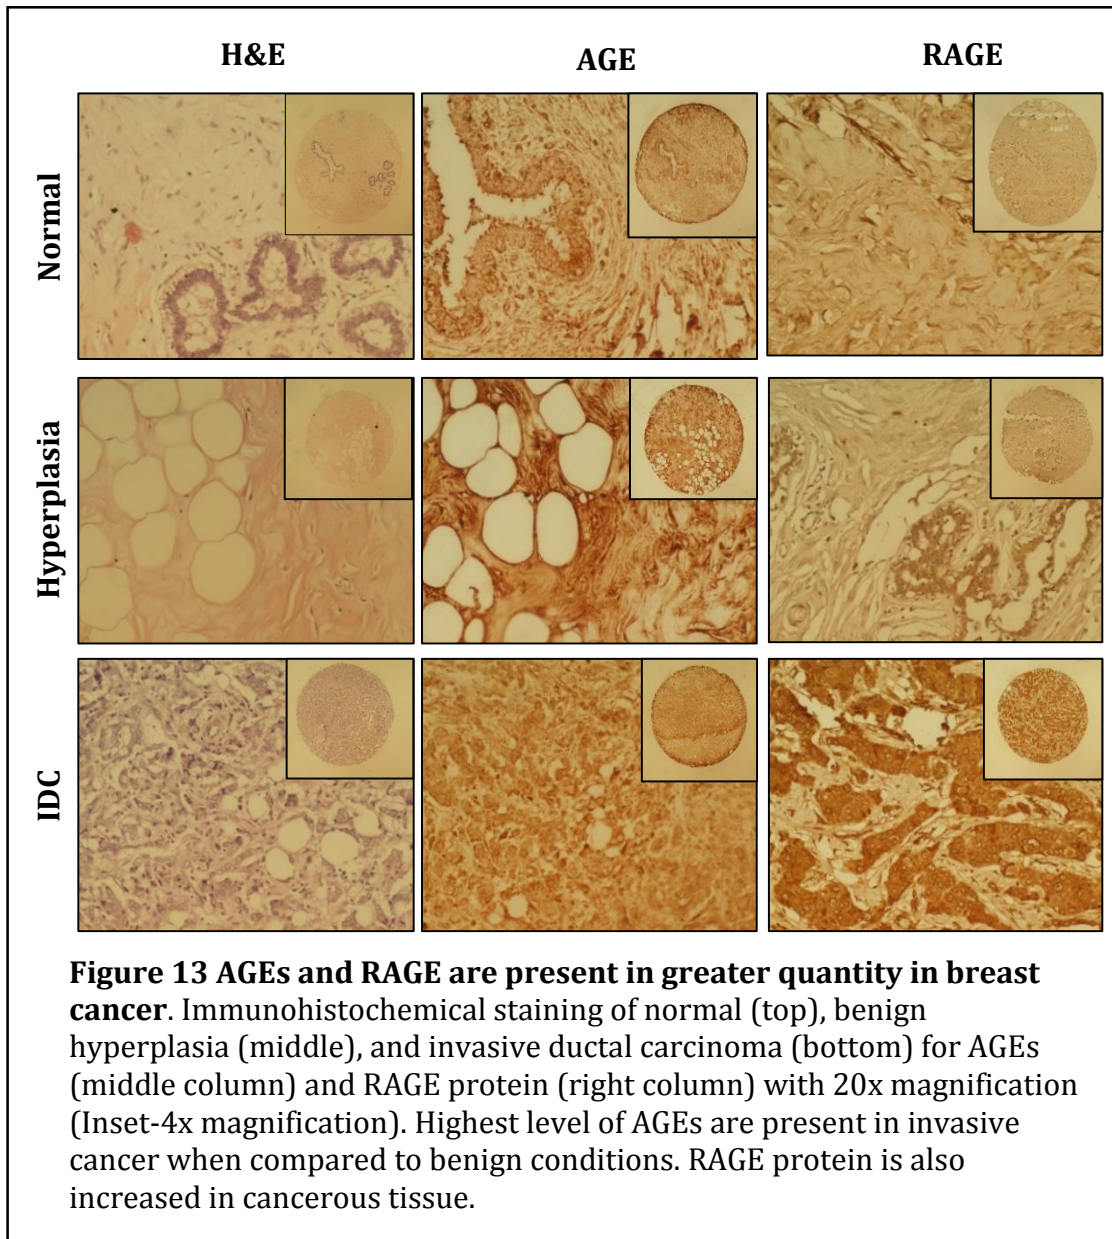 H&E AGE RAGE
Normal
Hyperplasia
IDC
Figure 13 AGEs and RAGE are present in greater quantity in breast
cancer. Immunohistochemical staining of normal (top), benign
hyperplasia (middle), and invasive ductal carcinoma (bottom) for AGEs
(middle column) and RAGE protein (right column) with 20x magnification
(Inset-4x magnification). Highest level of AGEs are present in invasive
cancer when compared to benign conditions. RAGE protein is also
increased in cancerous tissue.